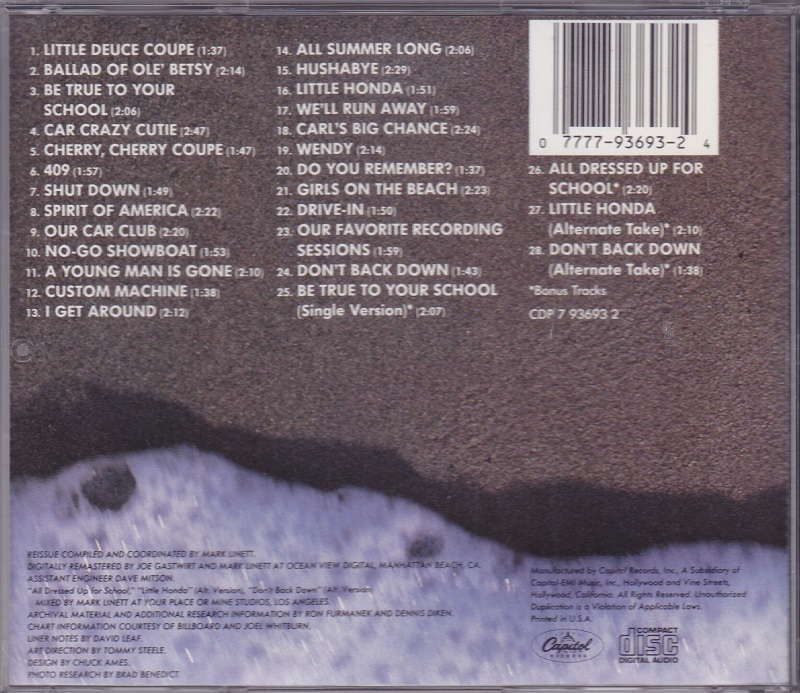 1. LITTLE DEUCE COUPE (1:37)
2. BALLAD OF OLE' BETSY (2:14)
3. BE TRUE TO YOUR
SCHOOL (2:06)
4. CAR CRAZY CUTIE (2:47)
5. CHERRY, CHERRY COUPE (1:47)
6. 409 (1:57)
7. SHUT DOWN (1:49)
8. SPIRIT OF AMERICA (2:22)
9. OUR CAR CLUB (2:20)
10. NO-GO SHOWBOAT (1:53)
11. A YOUNG MAN IS GONE (2:10)
12. CUSTOM MACHINE (1:38)
13. I GET AROUND (2:12)
14. ALL SUMMER LONG (2:06)
15. HUSHABYE (2:29)
16. LITTLE HONDA (1:51)
17. WE'LL RUN AWAY (1:59)
18. CARL'S BIG CHANCE (2:24)
19. WENDY (2:14)
20. DO YOU REMEMBER? (1:37)
21. GIRLS ON THE BEACH (2:23)
22. DRIVE-IN (1:50)
23. OUR FAVORITE RECORDING
SESSIONS (1:59)
24. DON'T BACK DOWN (1:43)
25. BE TRUE TO YOUR SCHOOL
(Single Version)* (2:07)
0 7777-93693-2 4
26. ALL DRESSED UP FOR
SCHOOL* (2:20)
27. LITTLE HONDA
(Alternate Take)* (2:10)
28. DON'T BACK DOWN
(Alternate Take)* (1:38)
*Bonus Tracks
CDP 7 93693 2
REISSUE COMPILED AND COORDINATED BY MARK LINETT.
DIGITALLY REMASTERED BY JOE GASTWIRT AND MARK LINETT AT OCEAN VIEW DIGITAL, MANHATTAN BEACH, CA.
ASSISTANT ENGINEER DAVE MITSON.
"All Dressed Up for School," "Little Honda" (Alt. Version), "Don't Back Down" (Alt. Version)
MIXED BY MARK LINETT AT YOUR PLACE OR MINE STUDIOS, LOS ANGELES.
ARCHIVAL MATERIAL AND ADDITIONAL RESEARCH INFORMATION BY RON FURMANEK AND DENNIS DIKEN.
CHART INFORMATION COURTESY OF BILLBOARD AND JOEL WHITBURN.
LINER NOTES BY DAVID LEAF.
ART DIRECTION BY TOMMY STEELE.
DESIGN BY CHUCK AMES.
PHOTO RESEARCH BY BRAD BENEDICT.
Manufactured by Capitol Records, Inc., A Subsidiary of
Capitol-EMI Music, Inc., Hollywood and Vine Streets,
Hollywood, California. All Rights Reserved. Unauthorized
Duplication is a Violation of Applicable Laws.
Printed in U.S.A.
Capitol
RECORDS
COMPACT
disc
DIGITAL AUDIO